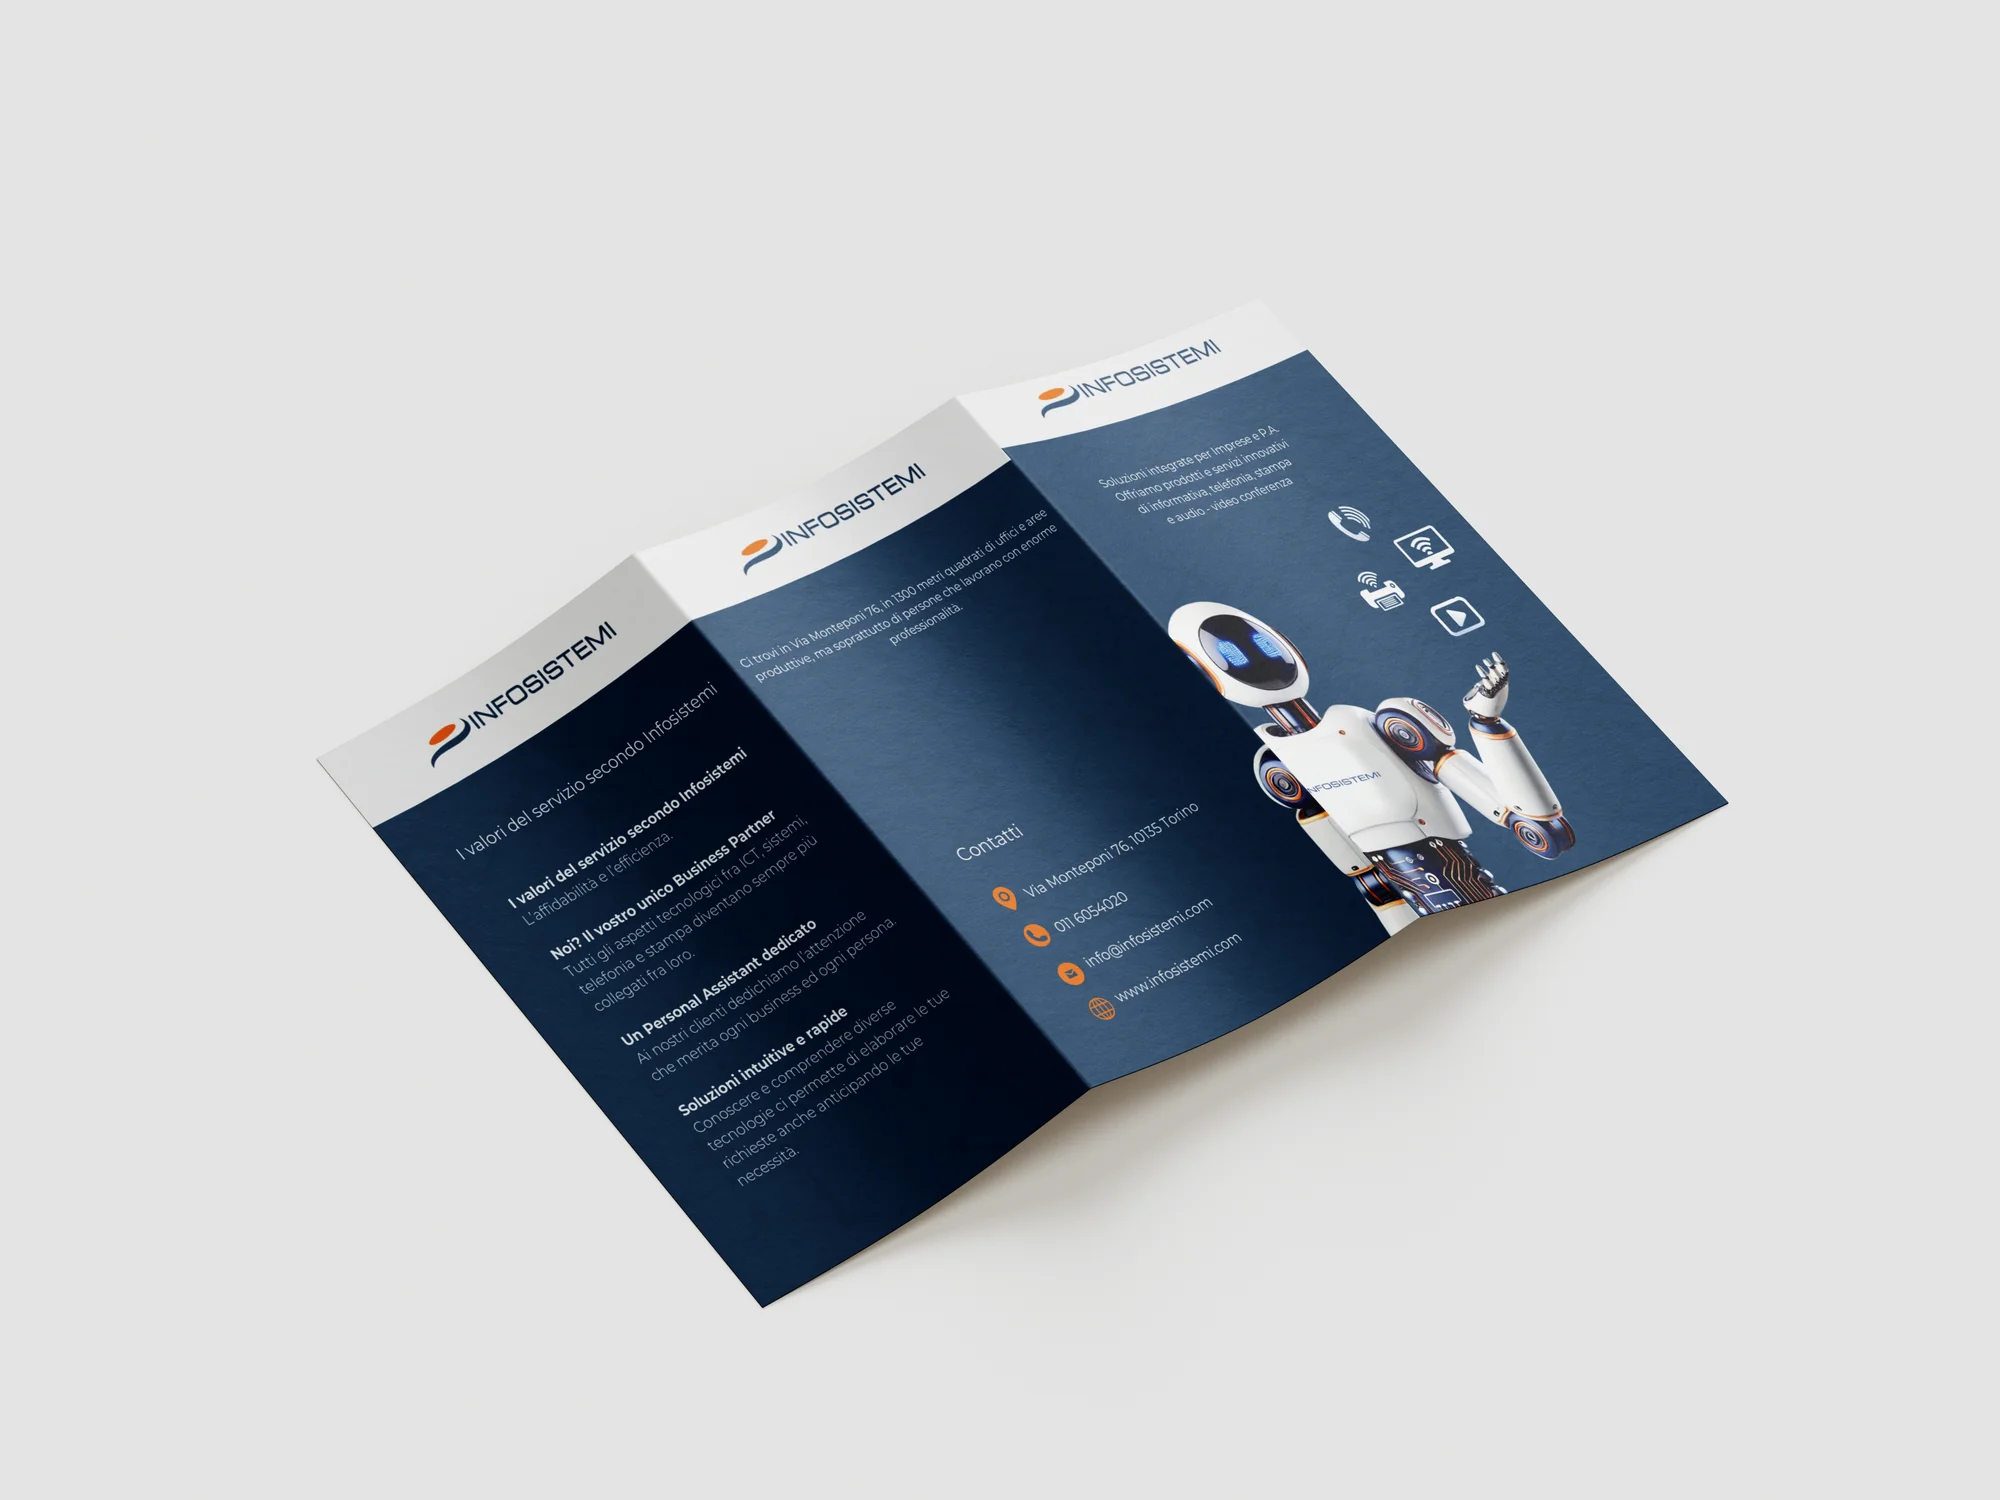 INFOSISTEMI
I valori del servizio secondo Infosistemi
I valori del servizio secondo Infosistemi
L'affidabilità e l'efficienza.
Noi? Il vostro unico Business Partner
Tutti gli aspetti tecnologici fra ICT, sistemi,
telefonia e stampa diventano sempre più
collegati fra loro.
Un Personal Assistant dedicato
Ai nostri clienti dedichiamo l'attenzione
che merita ogni business ed ogni persona.
Soluzioni intuitive e rapide
Conoscere e comprendere diverse
tecnologie ci permette di elaborare le tue
richieste anche anticipando le tue
necessità.
INFOSISTEMI
Ci trovi in Via Monteponi 76, in 1300 metri quadrati di uffici e aree
produttive, ma soprattutto di persone che lavorano con enorme
professionalità.
Contatti
Via Monteponi 76, 10135 Torino
011 6054020
info@infosistemi.com
www.infosistemi.com
INFOSISTEMI
Soluzioni integrate per Imprese e P.A.
Offriamo prodotti e servizi innovativi
di informativa, telefonia, stampa
e audio - video conferenza
INFOSISTEMI